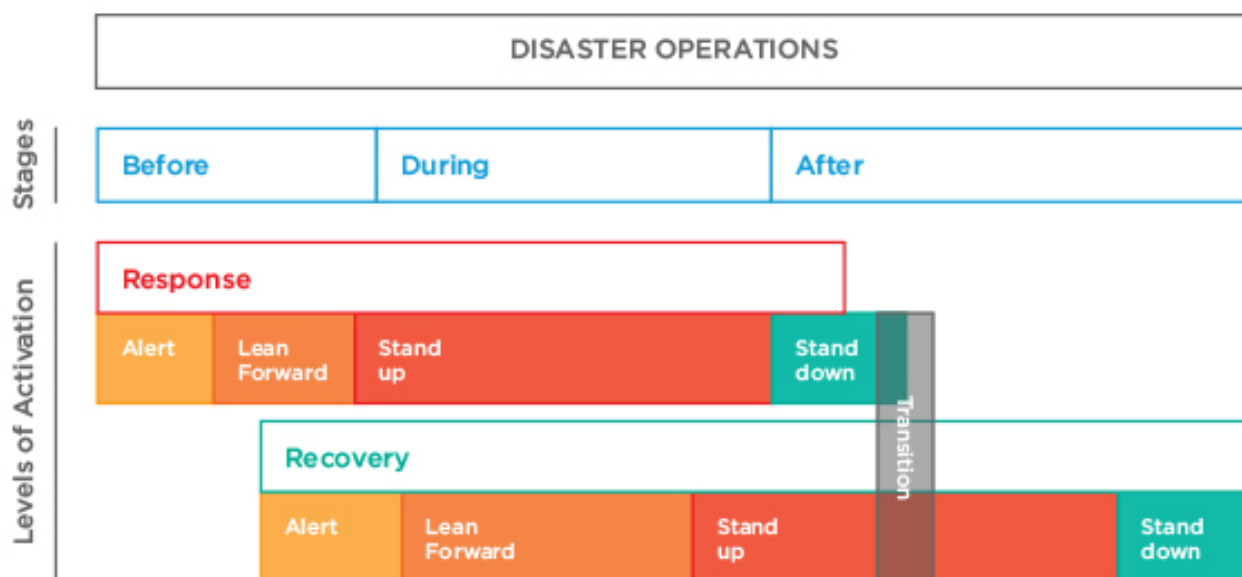 DISASTER OPERATIONS
Stages
Before
During
After
Levels of Activation
Response
Alert
Lean
Forward
Stand
up
Stand
down
Transition
Recovery
Alert
Lean
Forward
Stand
up
Stand
down